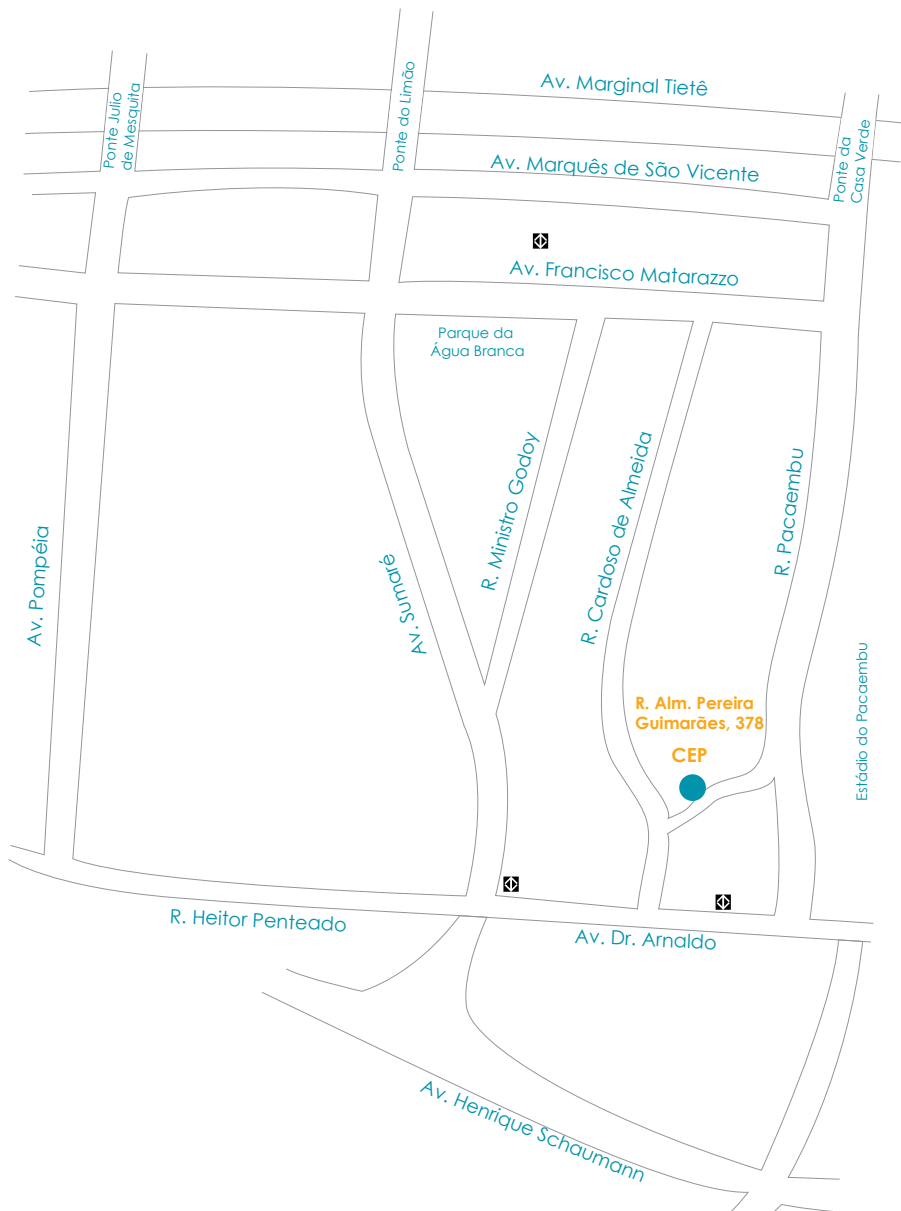 Av. Marginal Tietê
Ponte Julio
de Mesquita
Ponte do Limão
Ponte da
Casa Verde
Av. Marquês de São Vicente
Av. Francisco Matarazzo
Parque da
Água Branca
R. Ministro Godoy
R. Cardoso de Almeida
R. Pacaembu
Av. Pompéia
Av. Sumaré
Estádio do Pacaembu
R. Alm. Pereira
Guimarães, 378
CEP
R. Heitor Penteado
Av. Dr. Arnaldo
Av. Henrique Schaumann